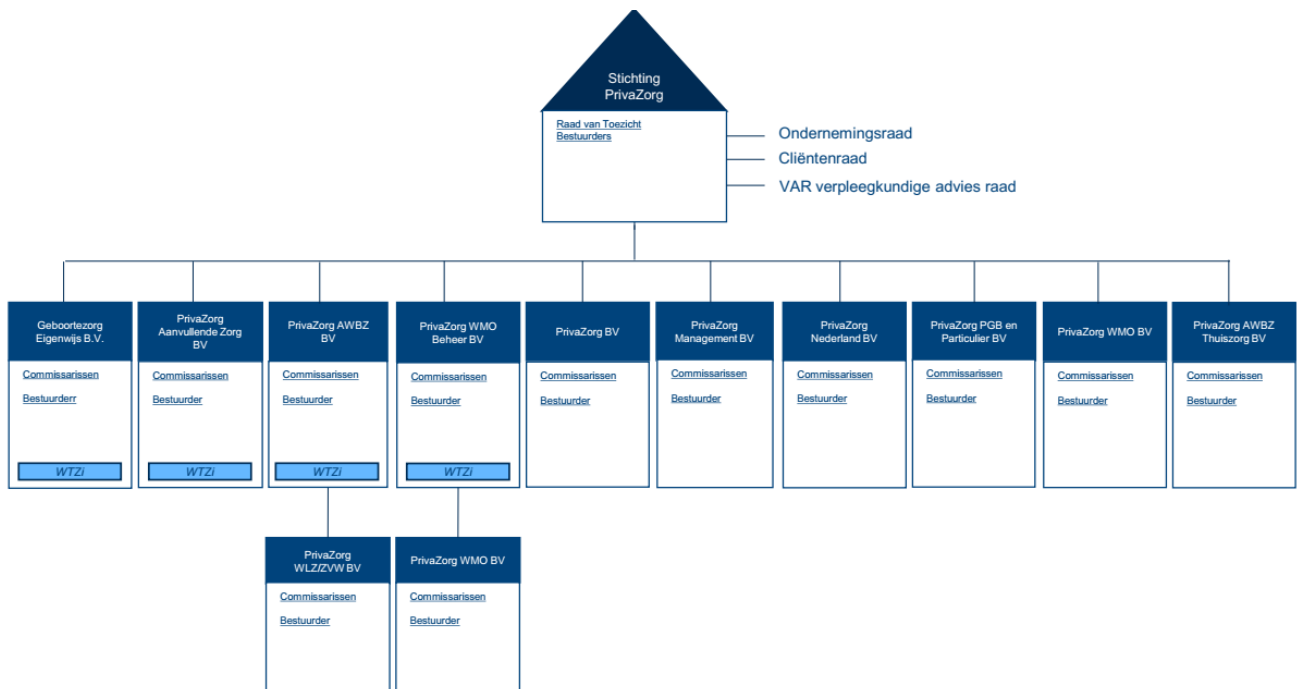 Stichting
PrivaZorg
Raad van Toezicht
Bestuurders
Ondernemingsraad
Cliëntenraad
VAR verpleegkundige advies raad
Geboortezorg
Eigenwijs B.V.
Commissarissen
Bestuurderr
WTZi
PrivaZorg
Aanvullende Zorg
BV
Commissarissen
Bestuurder
WTZi
PrivaZorg AWBZ
BV
Commissarissen
Bestuurder
WTZi
PrivaZorg WMO
Beheer BV
Commissarissen
Bestuurder
WTZi
PrivaZorg BV
Commissarissen
Bestuurder
PrivaZorg
Management BV
Commissarissen
Bestuurder
PrivaZorg
Nederland BV
Commissarissen
Bestuurder
PrivaZorg PGB en
Particulier BV
Commissarissen
Bestuurder
PrivaZorg WMO BV
Commissarissen
Bestuurder
PrivaZorg AWBZ
Thuiszorg BV
Commissarissen
Bestuurder
PrivaZorg
WLZ/ZVW BV
Commissarissen
Bestuurder
PrivaZorg WMO BV
Commissarissen
Bestuurder